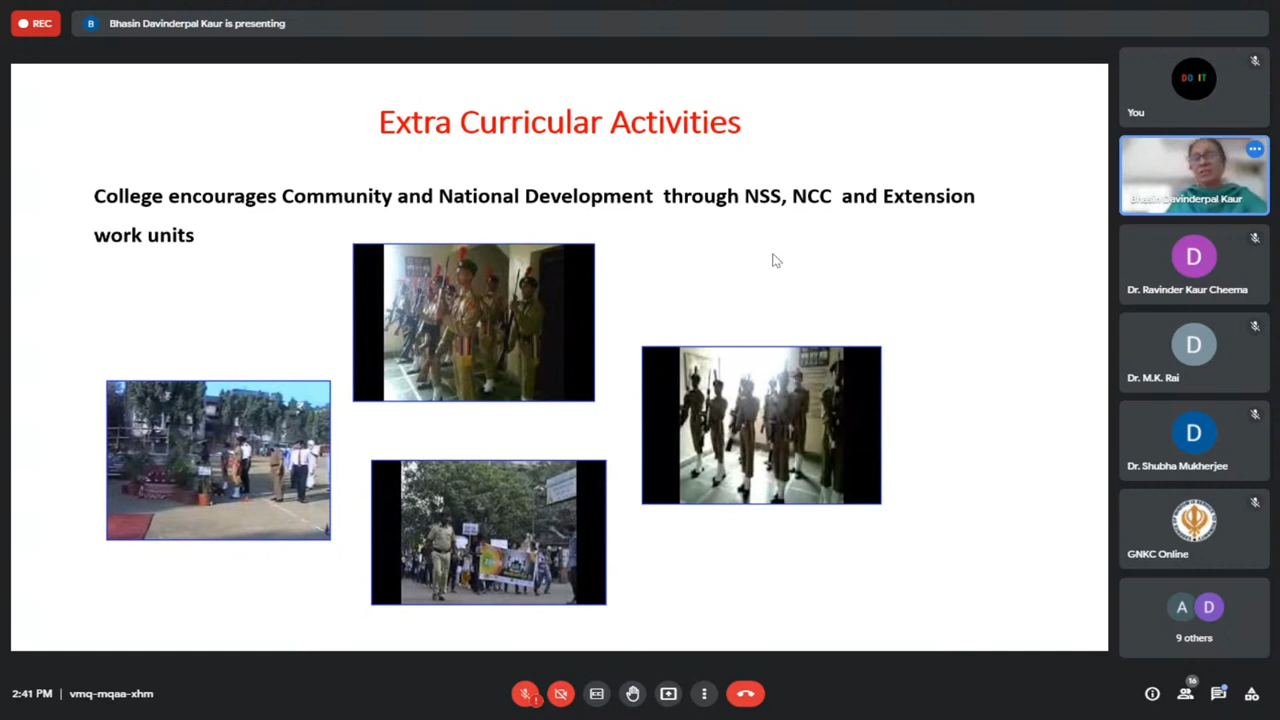 REC
B
Bhasin Davinderpal Kaur is presenting
Extra Curricular Activities
College encourages Community and National Development through NSS, NCC and Extension
work units
DO IT
You
Bhasin Davinderpal Kaur
D
Dr. Ravinder Kaur Cheema
D
Dr. M.K. Rai
D
Dr. Shubha Mukherjee
GNKC Online
A D
9 others
2:41 PM | vmq-mqaa-xhm
16